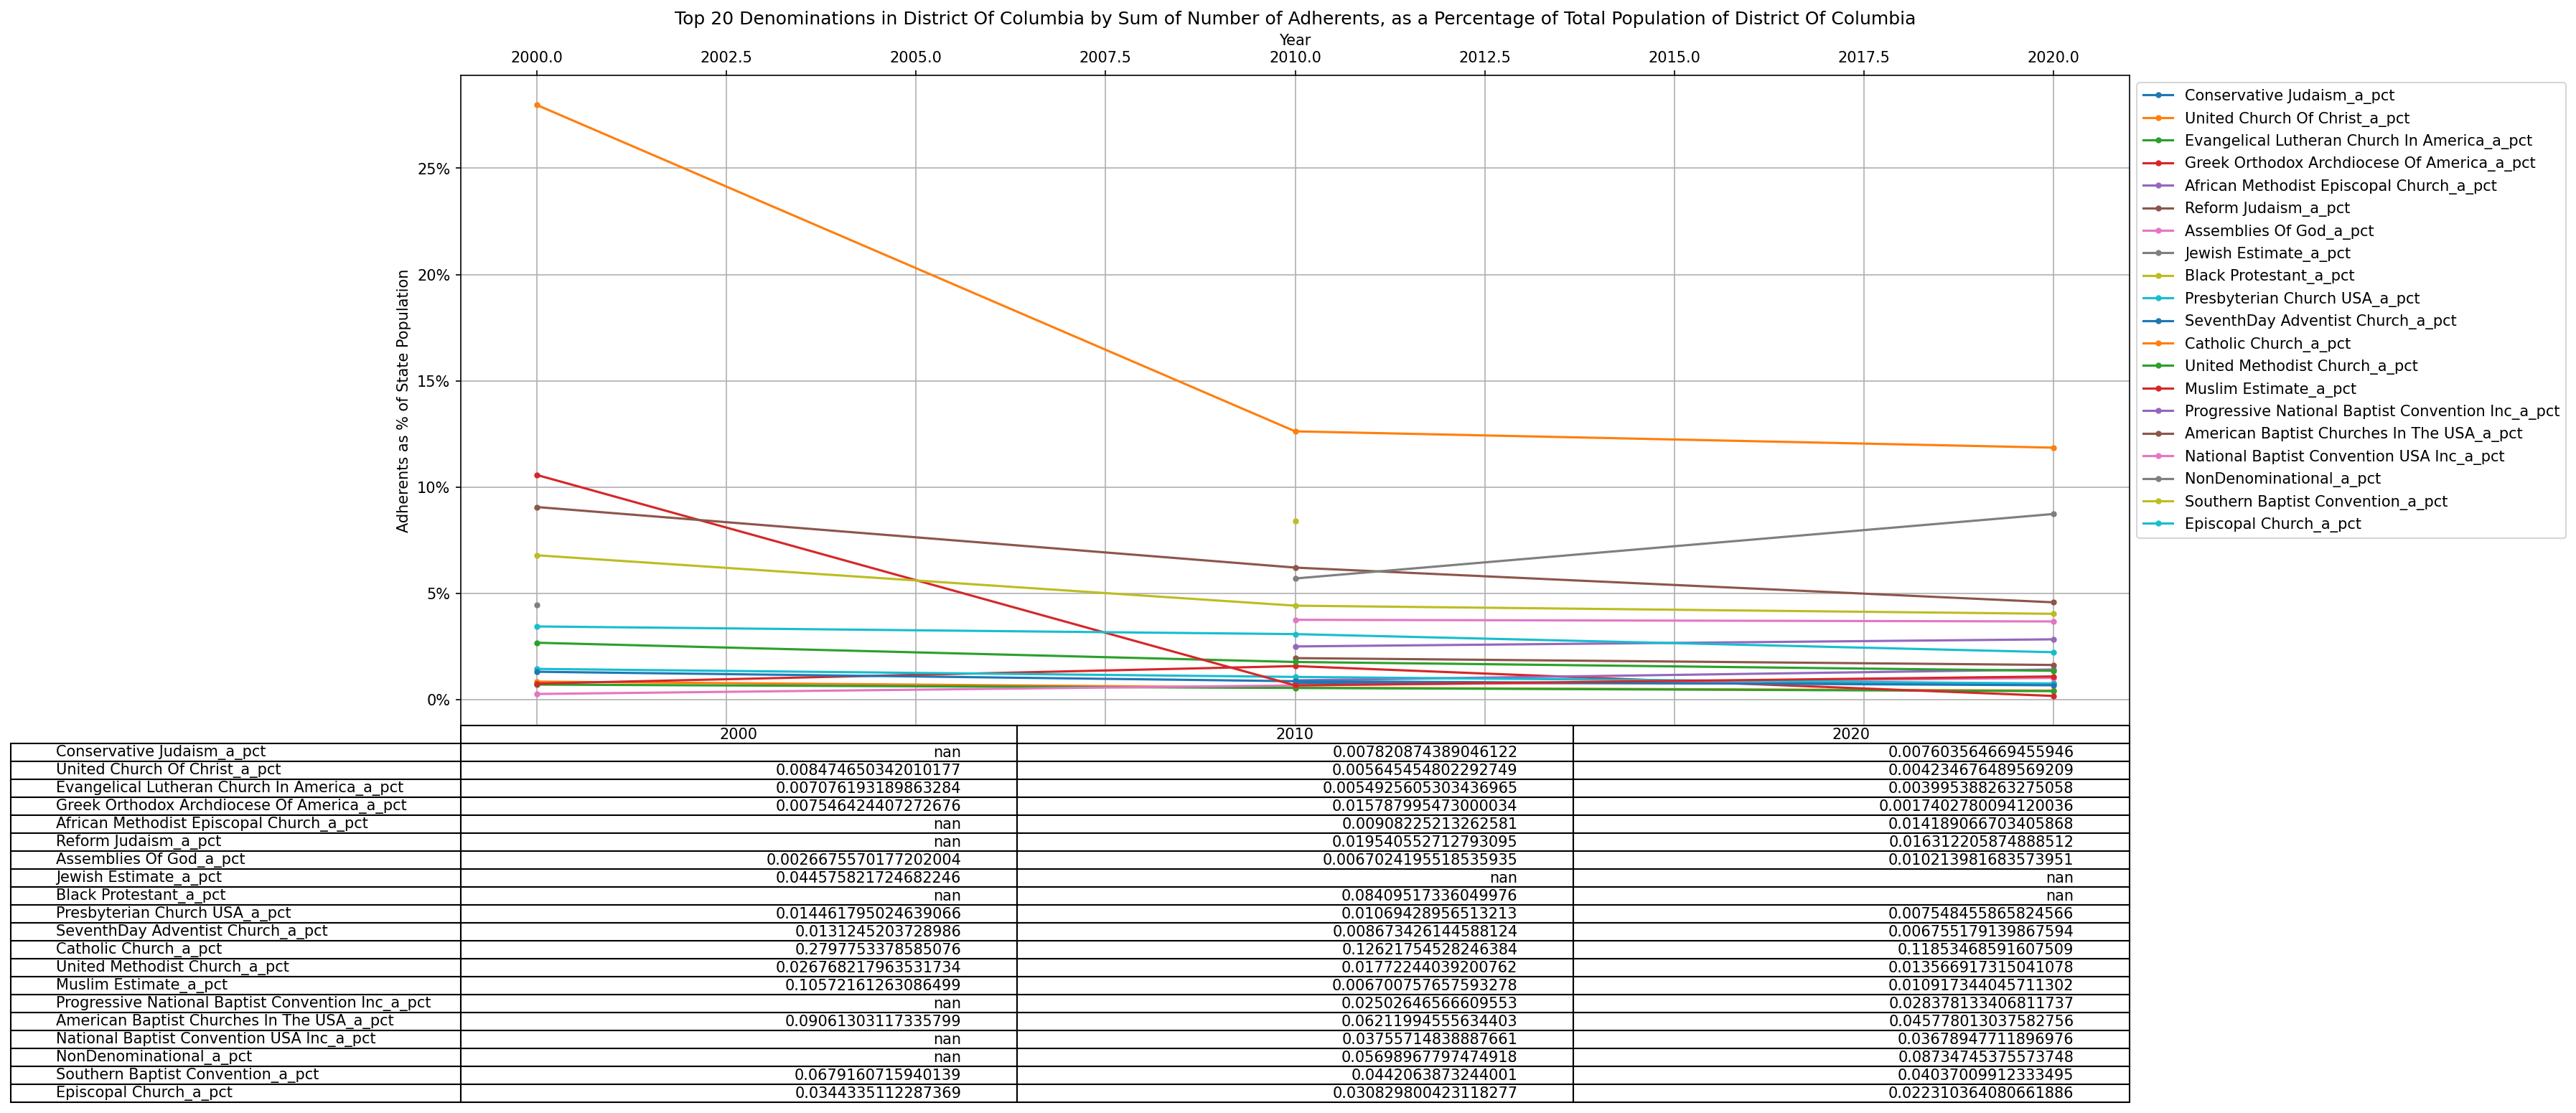 Top 20 Denominations in District Of Columbia by Sum of Number of Adherents, as a Percentage of Total Population of District Of Columbia
Year
2000.0 2002.5 2005.0 2007.5 2010.0 2012.5 2015.0 2017.5 2020.0
Adherents as % of State Population
25%
20%
15%
10%
5%
0%
Conservative Judaism_a_pct
United Church Of Christ_a_pct
Evangelical Lutheran Church In America_a_pct
Greek Orthodox Archdiocese Of America_a_pct
African Methodist Episcopal Church_a_pct
Reform Judaism_a_pct
Assemblies Of God_a_pct
Jewish Estimate_a_pct
Black Protestant_a_pct
Presbyterian Church USA_a_pct
SeventhDay Adventist Church_a_pct
Catholic Church_a_pct
United Methodist Church_a_pct
Muslim Estimate_a_pct
Progressive National Baptist Convention Inc_a_pct
American Baptist Churches In The USA_a_pct
National Baptist Convention USA Inc_a_pct
NonDenominational_a_pct
Southern Baptist Convention_a_pct
Episcopal Church_a_pct
2000 2010 2020
Conservative Judaism_a_pct nan 0.007820874389046122 0.007603564669455946
United Church Of Christ_a_pct 0.008474650342010177 0.005645454802292749 0.004234676489569209
Evangelical Lutheran Church In America_a_pct 0.007076193189863284 0.0054925605303436965 0.003995388263275058
Greek Orthodox Archdiocese Of America_a_pct 0.007546424407272676 0.015787995473000034 0.0017402780094120036
African Methodist Episcopal Church_a_pct nan 0.00908225213262581 0.014189066703405868
Reform Judaism_a_pct nan 0.019540552712793095 0.016312205874888512
Assemblies Of God_a_pct 0.0026675570177202004 0.0067024195518535935 0.010213981683573951
Jewish Estimate_a_pct 0.044575821724682246 nan nan
Black Protestant_a_pct nan 0.08409517336049976 nan
Presbyterian Church USA_a_pct 0.014461795024639066 0.01069428956513213 0.007548455865824566
SeventhDay Adventist Church_a_pct 0.0131245203728986 0.008673426144588124 0.006755179139867594
Catholic Church_a_pct 0.2797753378585076 0.12621754528246384 0.11853468591607509
United Methodist Church_a_pct 0.026768217963531734 0.01772244039200762 0.013566917315041078
Muslim Estimate_a_pct 0.10572161263086499 0.006700757657593278 0.010917344045711302
Progressive National Baptist Convention Inc_a_pct nan 0.02502646566609553 0.028378133406811737
American Baptist Churches In The USA_a_pct 0.09061303117335799 0.06211994555634403 0.045778013037582756
National Baptist Convention USA Inc_a_pct nan 0.03755714838887661 0.03678947711896976
NonDenominational_a_pct nan 0.05698967797474918 0.08734745375573748
Southern Baptist Convention_a_pct 0.0679160715940139 0.0442063873244001 0.04037009912333495
Episcopal Church_a_pct 0.0344335112287369 0.030829800423118277 0.022310364080661886